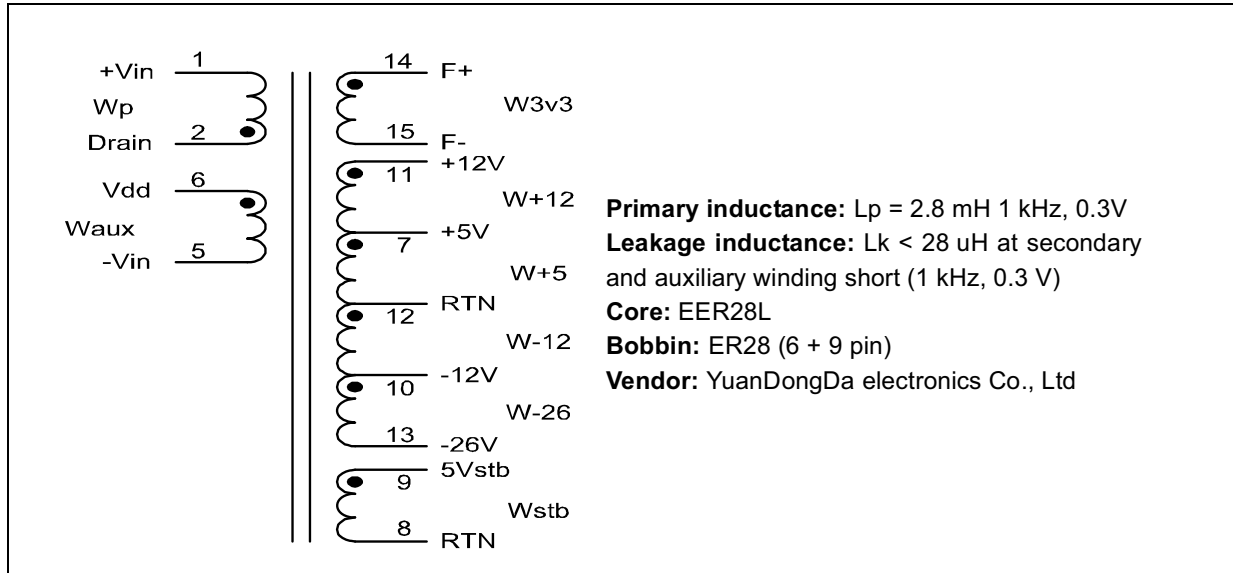 +Vin 1
Wp
Drain 2
Vdd 6
Waux
-Vin 5
14 F+
W3v3
15 F-
+12V
11
W+12
+5V
7
W+5
RTN
12
W-12
-12V
10
W-26
13
-26V
5Vstb
9
Wstb
8 RTN
Primary inductance: Lp = 2.8 mH 1 kHz, 0.3V
Leakage inductance: Lk < 28 uH at secondary
and auxiliary winding short (1 kHz, 0.3 V)
Core: EER28L
Bobbin: ER28 (6 + 9 pin)
Vendor: YuanDongDa electronics Co., Ltd